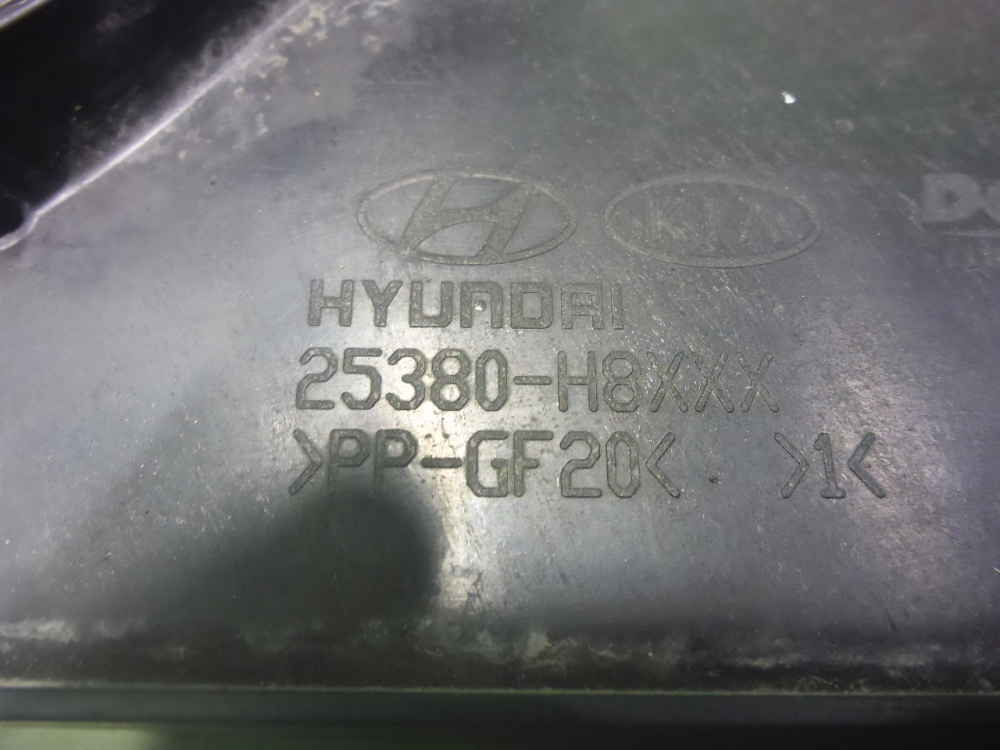 KIA
HYUNDAI
25380-H8XXX
>PP-GF20< >1<